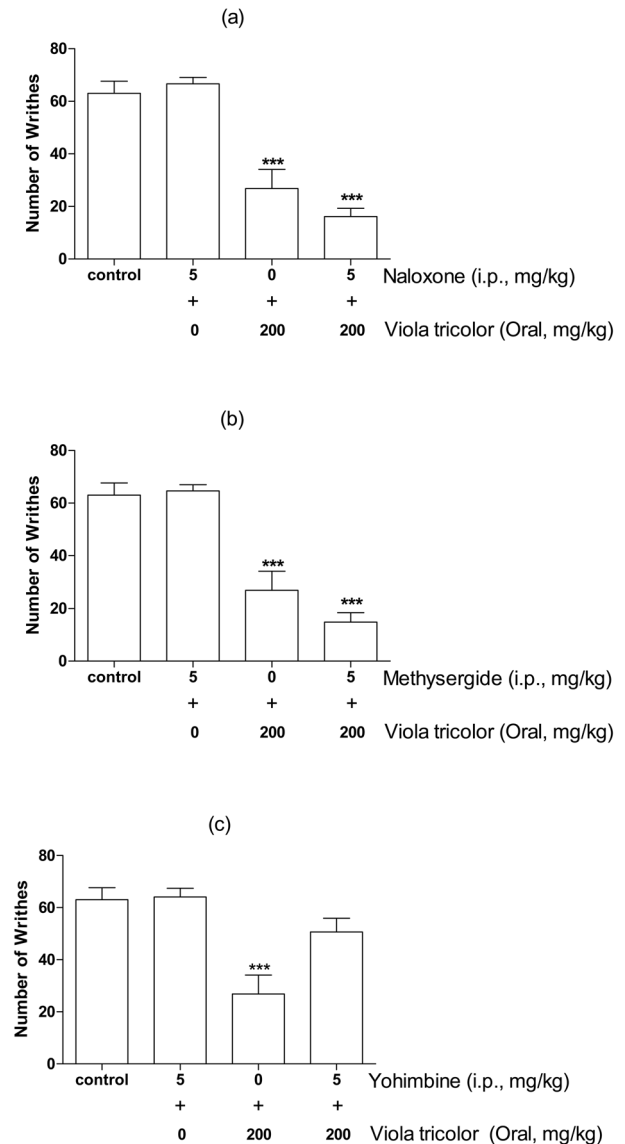 (a)
Number of Writhes
80
60
40
20
0
***
***
control 5 0 5 Naloxone (i.p., mg/kg)
+ + +
0 200 200 Viola tricolor (Oral, mg/kg)
(b)
Number of Writhes
80
60
40
20
0
***
***
control 5 0 5 Methysergide (i.p., mg/kg)
+ + +
0 200 200 Viola tricolor (Oral, mg/kg)
(c)
Number of Writhes
80
60
40
20
0
***
control 5 0 5 Yohimbine (i.p., mg/kg)
+ + +
0 200 200 Viola tricolor (Oral, mg/kg)